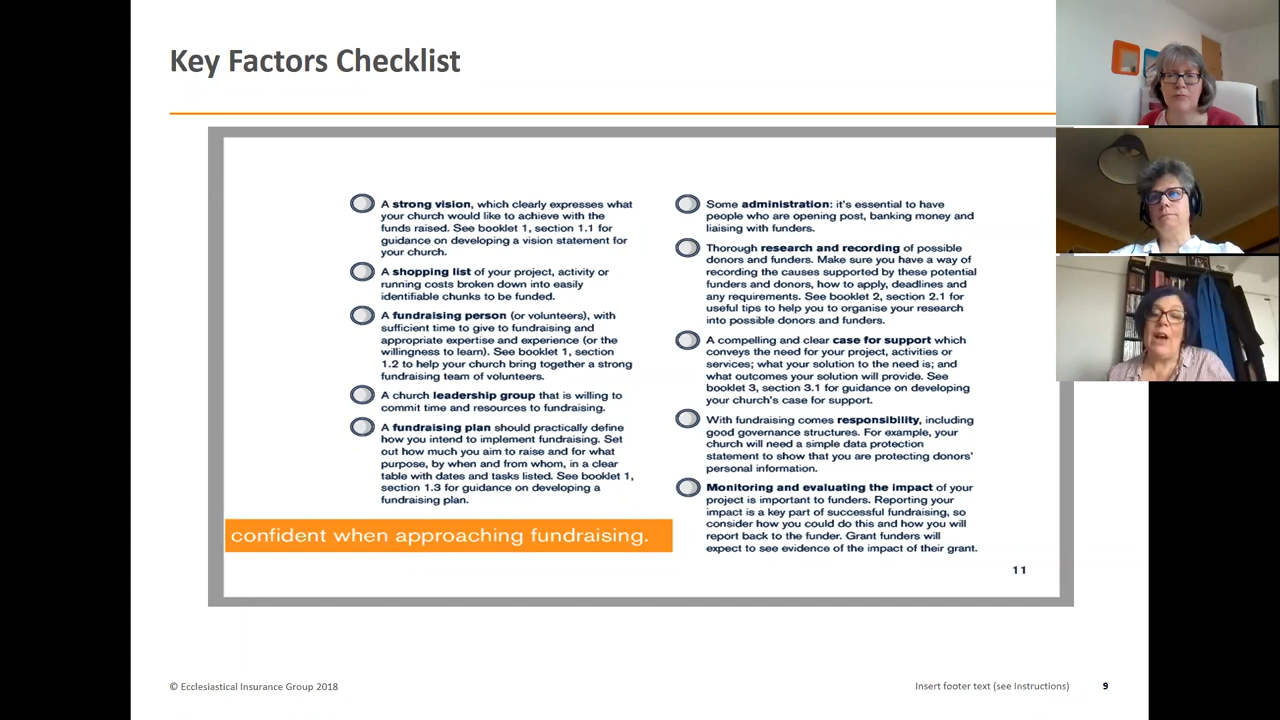 Key Factors Checklist
A strong vision, which clearly expresses what
your church would like to achieve with the
funds raised. See booklet 1, section 1.1 for
guidance on developing a vision statement for
your church.
A shopping list of your project, activity or
running costs broken down into easily
identifiable chunks to be funded.
A fundraising person (or volunteers), with
sufficient time to give to fundraising and
appropriate expertise and experience (or the
willingness to learn). See booklet 1, section
1.2 to help your church bring together a strong
fundraising team of volunteers.
A church leadership group that is willing to
commit time and resources to fundraising.
A fundraising plan should practically define
how you intend to implement fundraising. Set
out how much you aim to raise and for what
purpose, by when and from whom, in a clear
table with dates and tasks listed. See booklet 1,
section 1.3 for guidance on developing a
fundraising plan.
confident when approaching fundraising.
Some administration: it's essential to have
people who are opening post, banking money and
liaising with funders.
Thorough research and recording of possible
donors and funders. Make sure you have a way of
recording the causes supported by these potential
funders and donors, how to apply, deadlines and
any requirements. See booklet 2, section 2.1 for
useful tips to help you to organise your research
into possible donors and funders.
A compelling and clear case for support which
conveys the need for your project, activities or
services; what your solution to the need is; and
what outcomes your solution will provide. See
booklet 3, section 3.1 for guidance on developing
your church's case for support.
With fundraising comes responsibility, including
good governance structures. For example, your
church will need a simple data protection
statement to show that you are protecting donors'
personal information.
Monitoring and evaluating the impact of your
project is important to funders. Reporting your
impact is a key part of successful fundraising, so
consider how you could do this and how you will
report back to the funder. Grant funders will
expect to see evidence of the impact of their grant.
11
© Ecclesiastical Insurance Group 2018
Insert footer text (see Instructions)
9